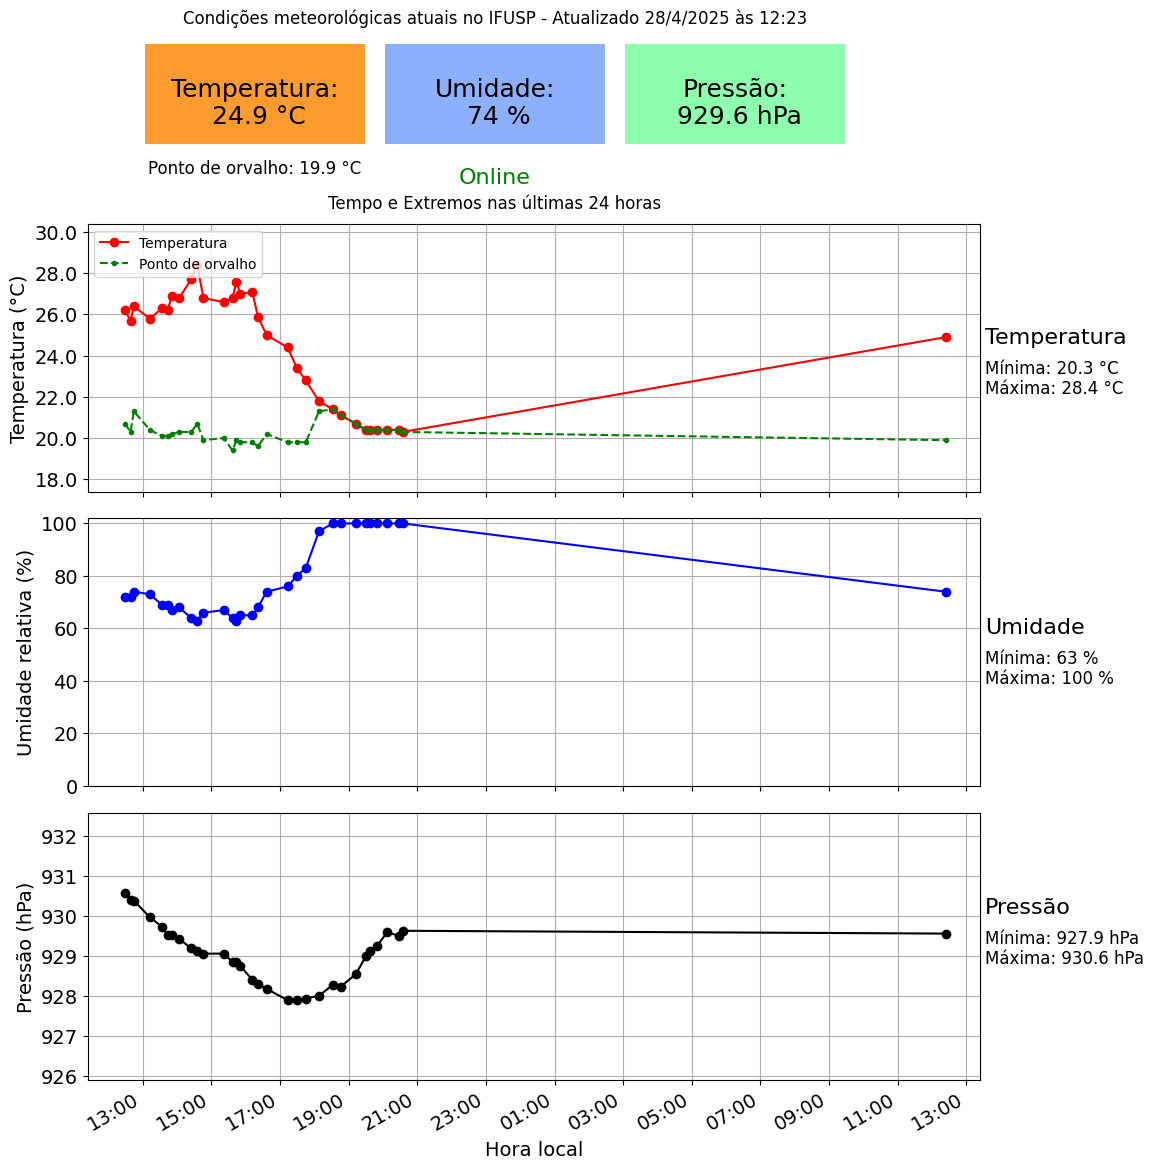 Condições meteorológicas atuais no IFUSP - Atualizado 28/4/2025 às 12:23
Temperatura:
24.9 °C
Umidade:
74 %
Pressão:
929.6 hPa
Ponto de orvalho: 19.9 °C
Online
Tempo e Extremos nas últimas 24 horas
Temperatura (°C)
30.0
28.0
26.0
24.0
22.0
20.0
18.0
Temperatura
Ponto de orvalho
Temperatura
Mínima: 20.3 °C
Máxima: 28.4 °C
Umidade relativa (%)
100
80
60
40
20
0
Umidade
Mínima: 63 %
Máxima: 100 %
Pressão (hPa)
932
931
930
929
928
927
926
Pressão
Mínima: 927.9 hPa
Máxima: 930.6 hPa
13:00
15:00
17:00
19:00
21:00
23:00
01:00
03:00
05:00
07:00
09:00
11:00
13:00
Hora local